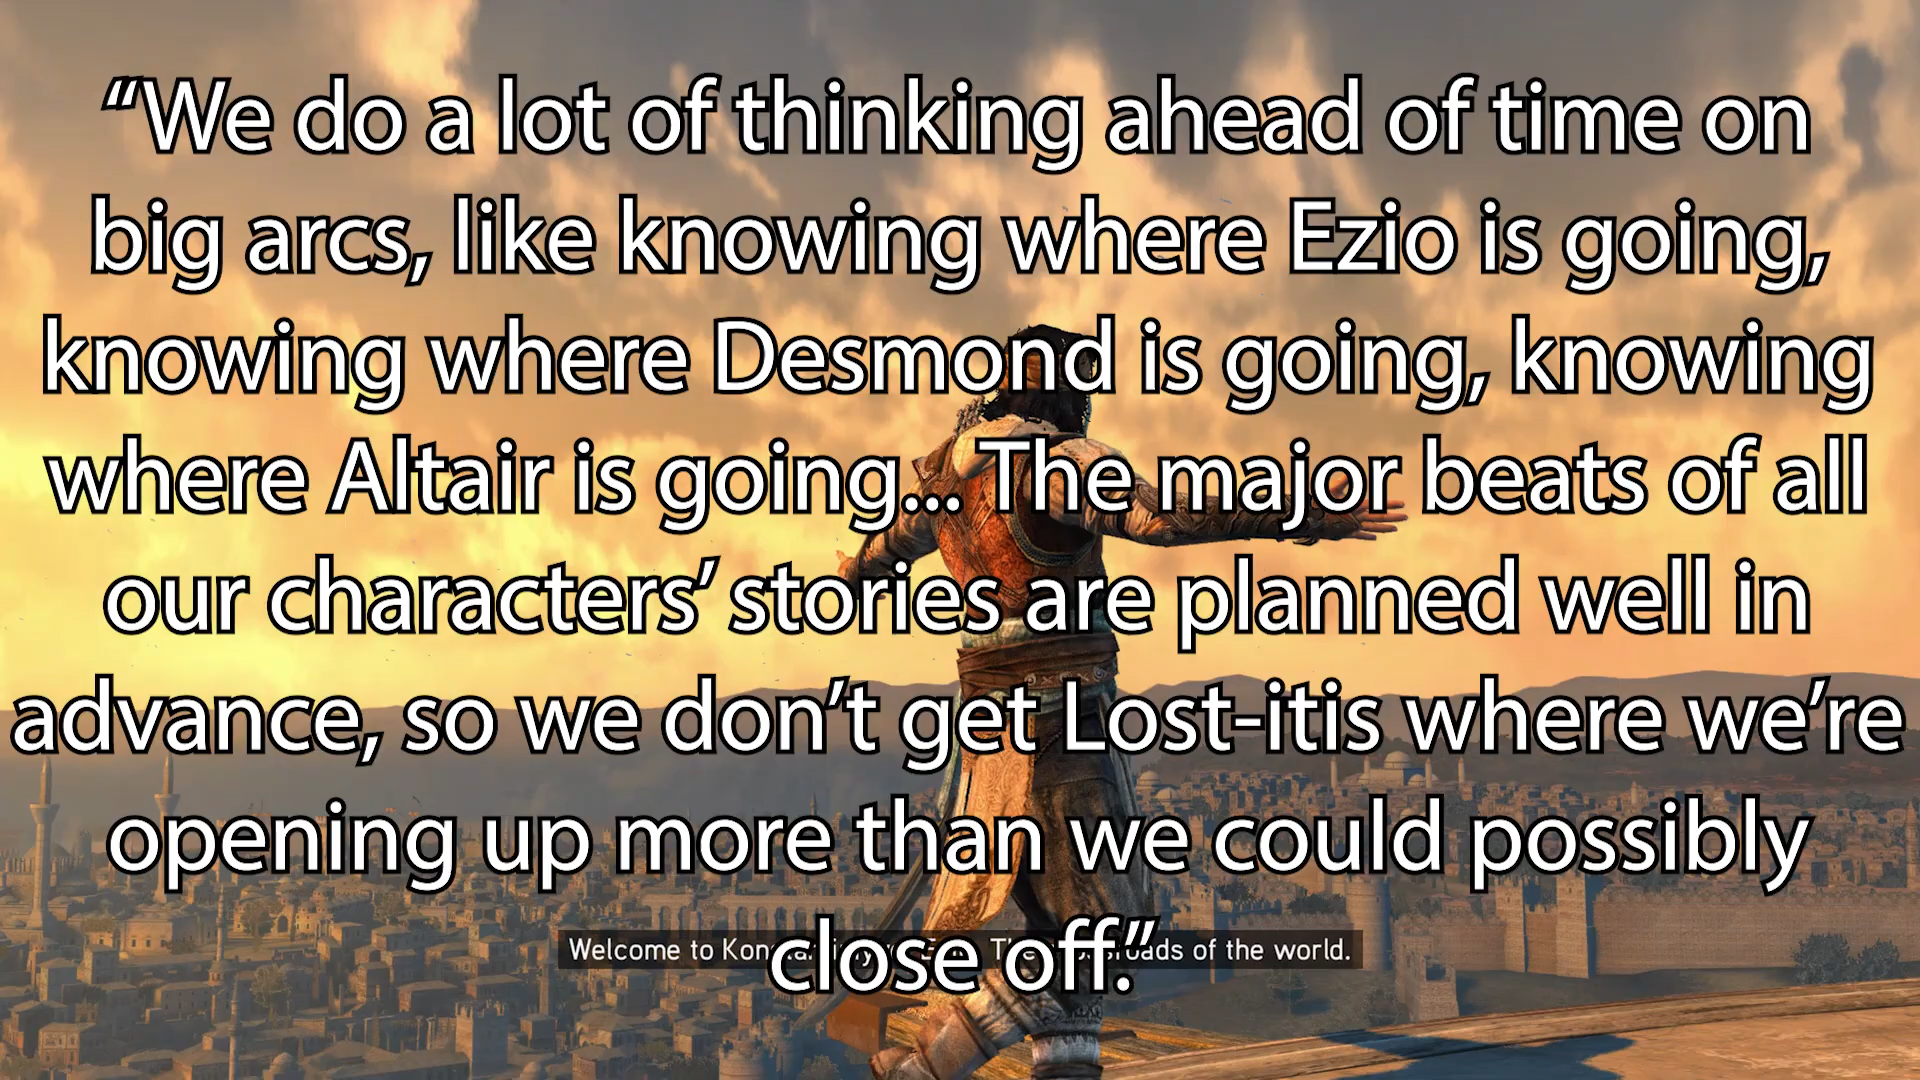 “We do a lot of thinking ahead of time on
big arcs, like knowing where Ezio is going,
knowing where Desmond is going, knowing
where Altair is going... The major beats of all
our characters’ stories are planned well in
advance, so we don’t get Lost-itis where we’re
opening up more than we could possibly
close off.”
Welcome to of the world.